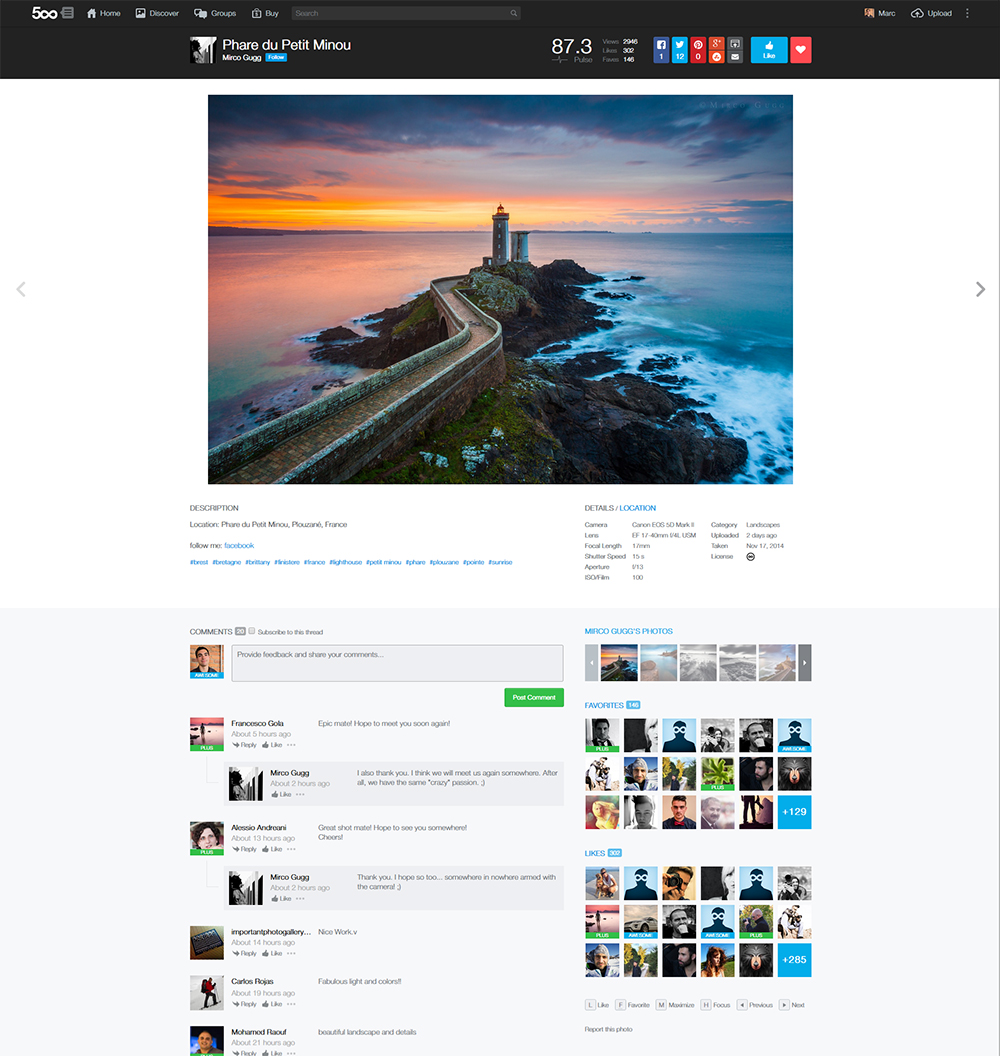 500
Home
Discover
Groups
Buy
Search
Marc
Upload
Phare du Petit Minou
Mirco Gugg Follow
87.3
Pulse
Views 2946
Likes 302
Faves 146
1
12
0
Like
© Mirco Gugg
DESCRIPTION
Location: Phare du Petit Minou, Plouzané, France
follow me: facebook
#brest #bretagne #brittany #finistere #france #lighthouse #petit minou #phare #plouzane #pointe #sunrise
DETAILS / LOCATION
Camera Canon EOS 5D Mark II
Lens EF 17-40mm f/4L USM
Focal Length 17mm
Shutter Speed 15 s
Aperture f/13
ISO/Film 100
Category Landscapes
Uploaded 2 days ago
Taken Nov 17, 2014
License
COMMENTS 20 Subscribe to this thread
AWESOME
Provide feedback and share your comments...
Post Comment
PLUS
Francesco Gola
About 5 hours ago
Reply Like
Epic mate! Hope to meet you soon again!
Mirco Gugg
About 2 hours ago
Like
I also thank you. I think we will meet us again somewhere. After
all, we have the same "crazy" passion. ;)
PLUS
Alessio Andreani
About 13 hours ago
Reply Like
Great shot mate! Hope to see you somewhere!
Cheers!
Mirco Gugg
About 2 hours ago
Like
Thank you. I hope so too... somewhere in nowhere armed with
the camera! ;)
importantphotogallery...
About 14 hours ago
Reply Like
Nice Work.v
Carlos Rojas
About 19 hours ago
Reply Like
Fabulous light and colors!!
Mohamed Raouf
About 21 hours ago
Reply Like
beautiful landscape and details
MIRCO GUGG'S PHOTOS
FAVORITES 146
PLUS
AWESOME
PLUS
+129
LIKES 302
PLUS
AWESOME
AWESOME
PLUS
+285
L Like F Favorite M Maximize H Focus Previous Next
Report this photo